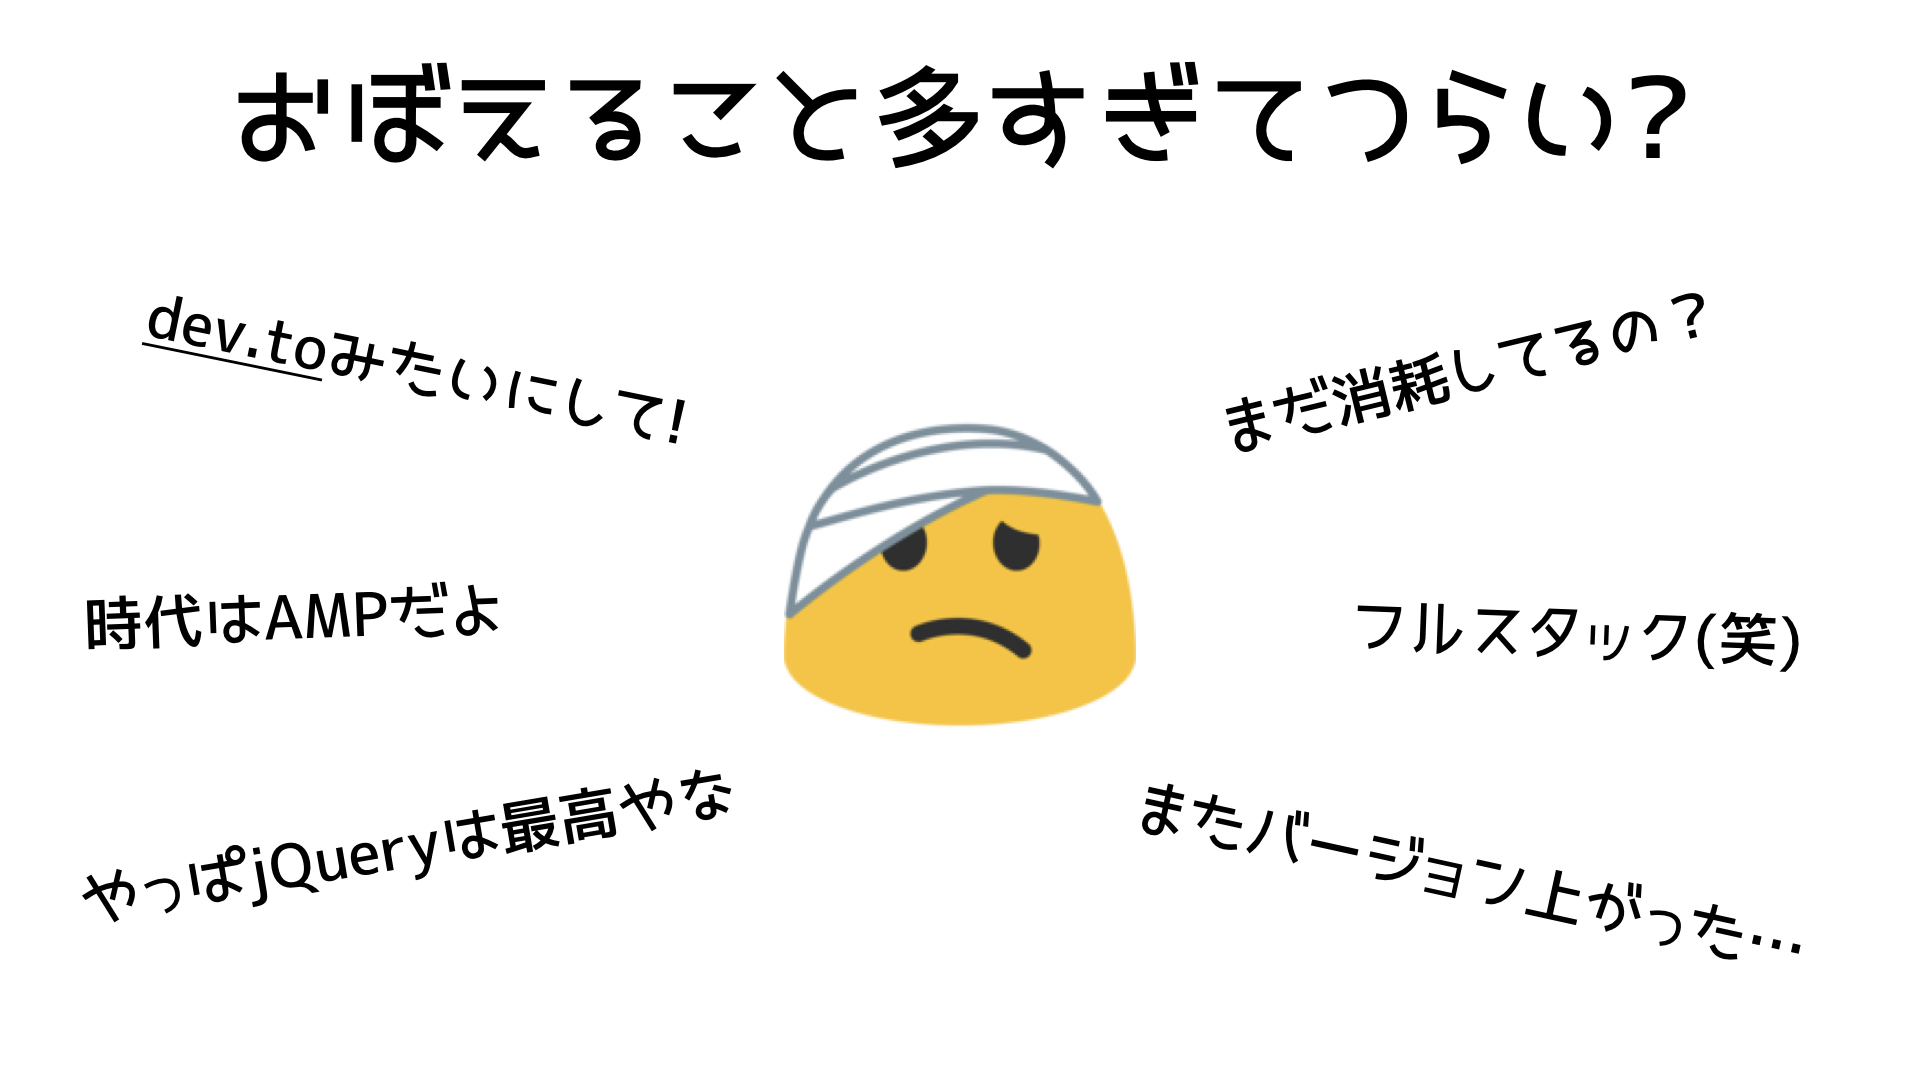 おぼえること多すぎてつらい?
dev.toみたいにして!
まだ消耗してるの？
時代はAMPだよ
フルスタック(笑)
やっぱjQueryは最高やな
またバージョン上がった…